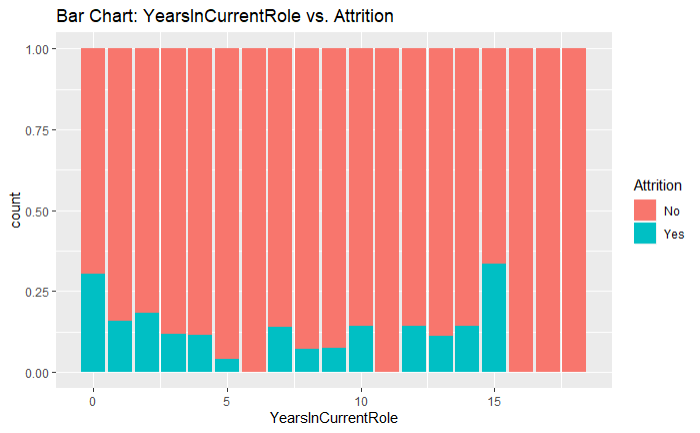 Bar Chart: YearsInCurrentRole vs. Attrition
1.00
0.75
0.50
0.25
0.00
count
0
5
10
15
YearsInCurrentRole
Attrition
No
Yes